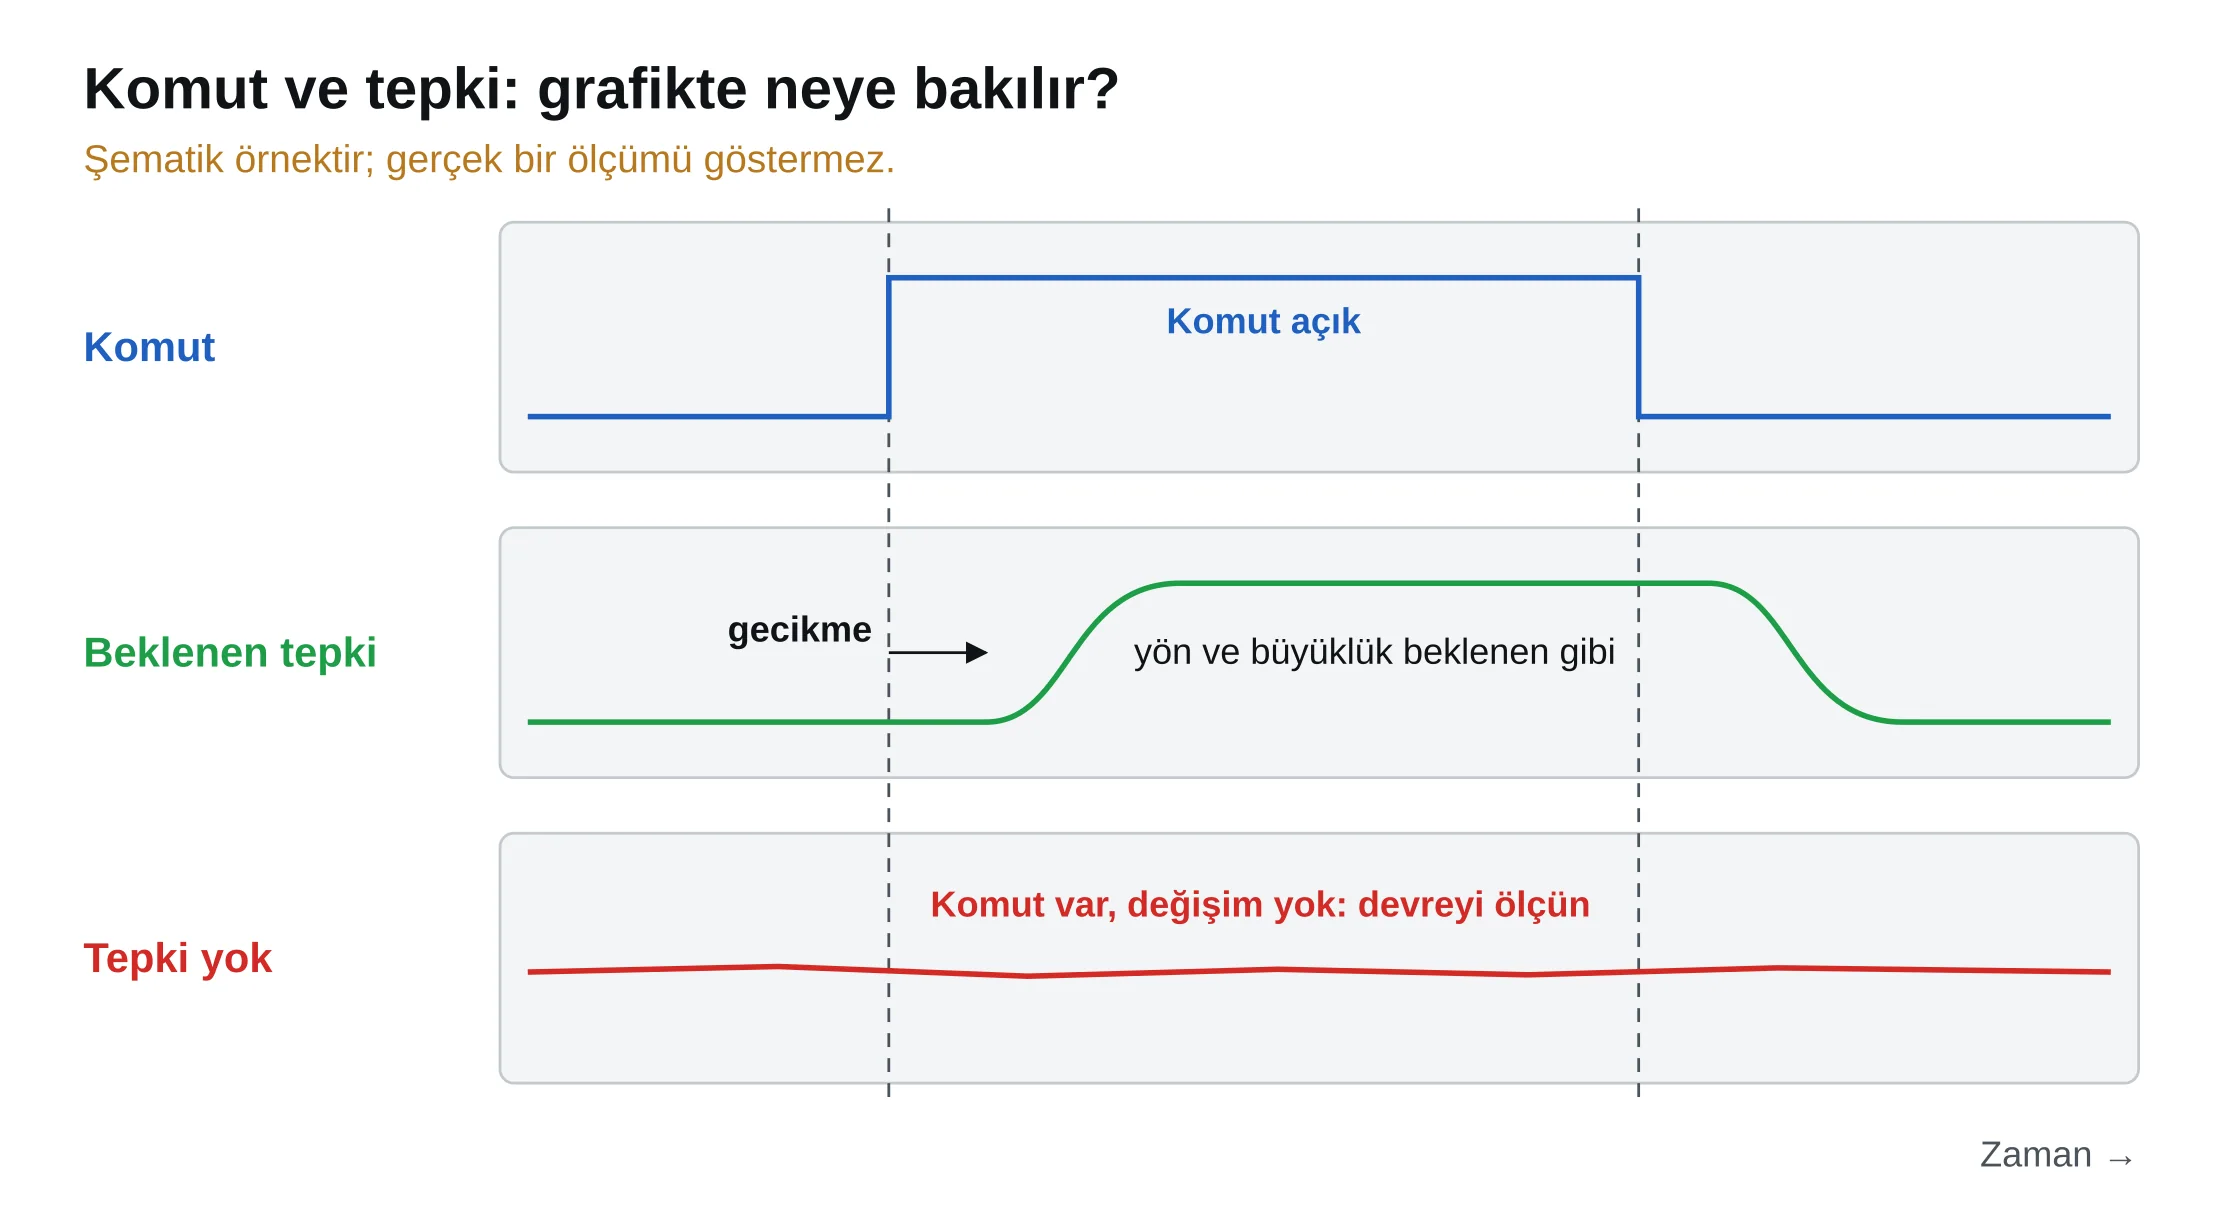 Komut ve tepki: grafikte neye bakılır?
Şematik örnektir; gerçek bir ölçümü göstermez.
Komut
Komut açık
Beklenen tepki
gecikme
yön ve büyüklük beklenen gibi
Tepki yok
Komut var, değişim yok: devreyi ölçün
Zaman →